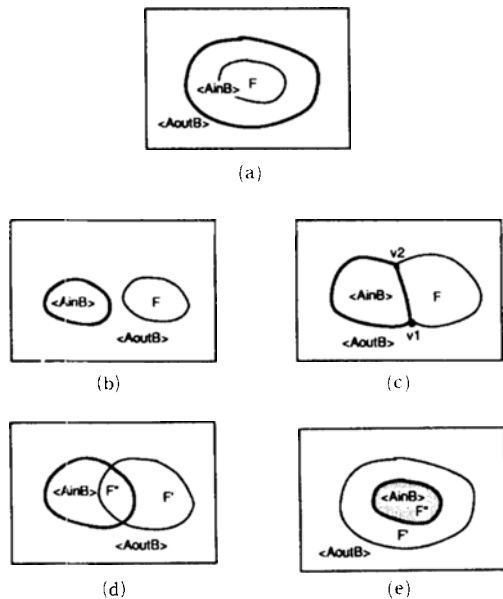 <AinB> F
<AoutB>
(a)
<AinB> F
<AoutB>
(b)
v2
<AinB> F
<AoutB> v1
(c)
<AinB> F" F'
<AoutB>
(d)
<AinB>
F"
F'
<AoutB>
(e)